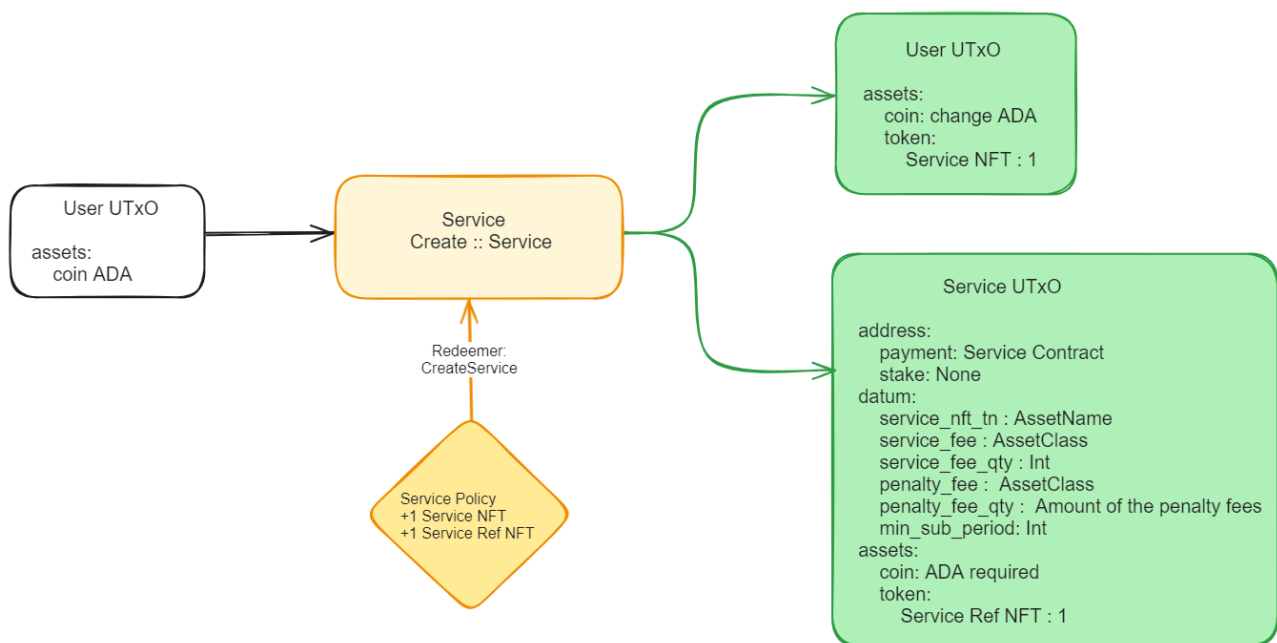 User UTxO
assets:
coin ADA
Service
Create :: Service
Redeemer:
CreateService
Service Policy
+1 Service NFT
+1 Service Ref NFT
User UTxO
assets:
coin: change ADA
token:
Service NFT : 1
Service UTxO
address:
payment: Service Contract
stake: None
datum:
service_nft_tn : AssetName
service_fee : AssetClass
service_fee_qty : Int
penalty_fee :  AssetClass
penalty_fee_qty :  Amount of the penalty fees
min_sub_period: Int
assets:
coin: ADA required
token:
Service Ref NFT : 1